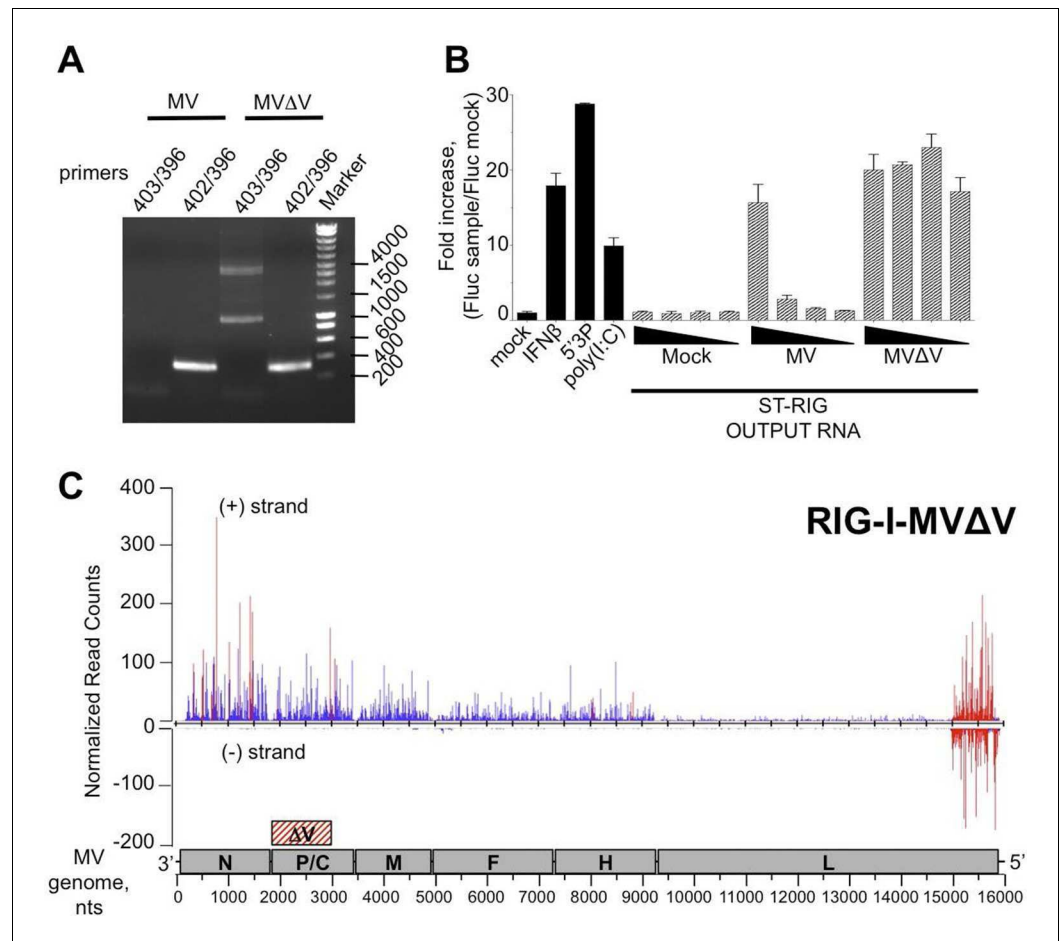 A
MV MVΔV
primers
403/396 402/396 403/396 402/396 Marker
4000
1500
1000
600
400
200
B
Fold increase,
(Fluc sample/Fluc mock)
30
20
10
0
mock IFNβ 5'3P poly(I:C)
Mock MV MVΔV
ST-RIG
OUTPUT RNA
C
RIG-I-MVΔV
Normalized Read Counts
400
(+) strand
300
200
100
0
(-) strand
-100
-200
ΔV
MV
genome,
nts
3' N P/C M F H L 5'
0 1000 2000 3000 4000 5000 6000 7000 8000 9000 10000 11000 12000 13000 14000 15000 16000